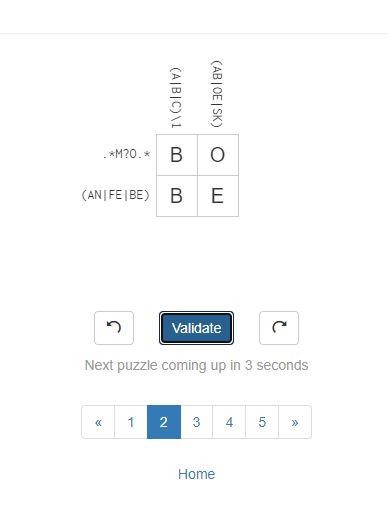 (A|B|C)\1
(AB|OE|SK)
.*M?O.* B O
(AN|FE|BE) B E
Validate
Next puzzle coming up in 3 seconds
« 1 2 3 4 5 »
Home